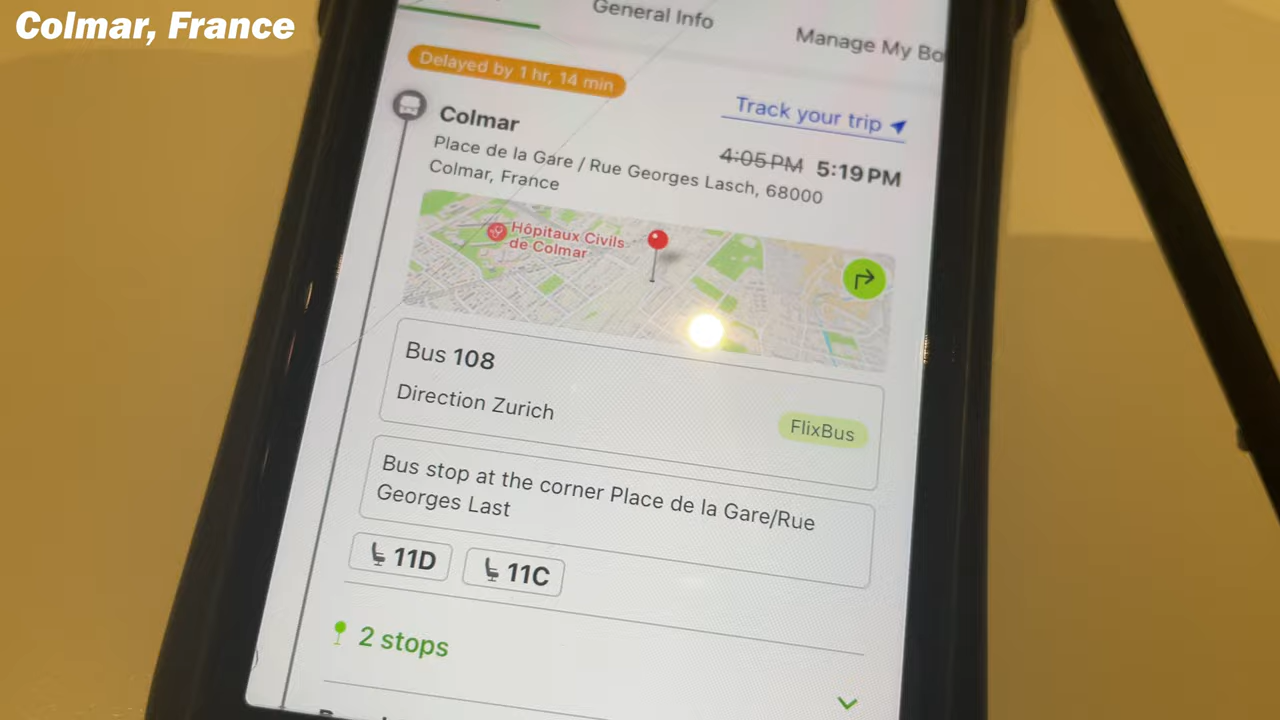 Colmar, France
General Info
Manage My Bo
Delayed by 1 hr, 14 min
Track your trip
Colmar
4:05 PM 5:19 PM
Place de la Gare / Rue Georges Lasch, 68000
Colmar, France
Hôpitaux Civils
de Colmar
Bus 108
Direction Zurich
FlixBus
Bus stop at the corner Place de la Gare/Rue
Georges Last
11D 11C
2 stops